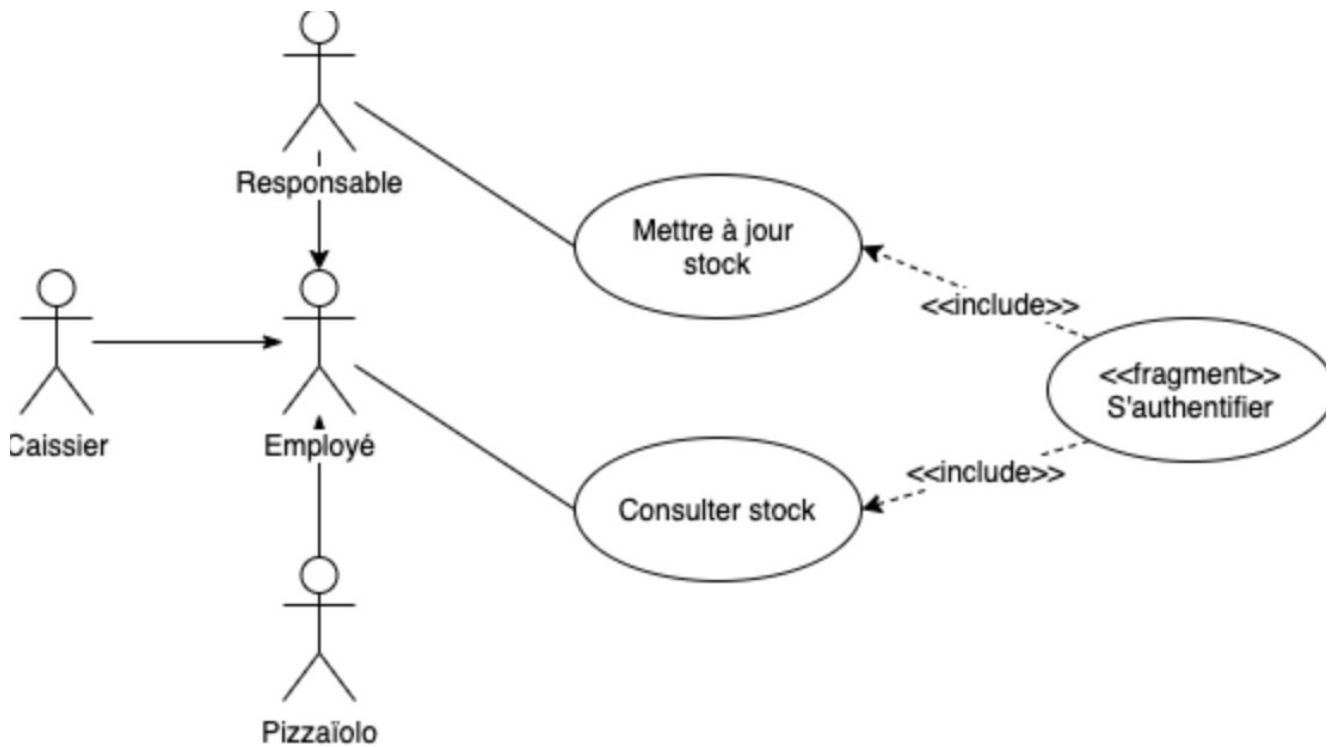 Responsable
Mettre à jour
stock
<<include>>
<<fragment>>
S'authentifier
Caissier
Employé
<<include>>
Consulter stock
Pizzaïolo